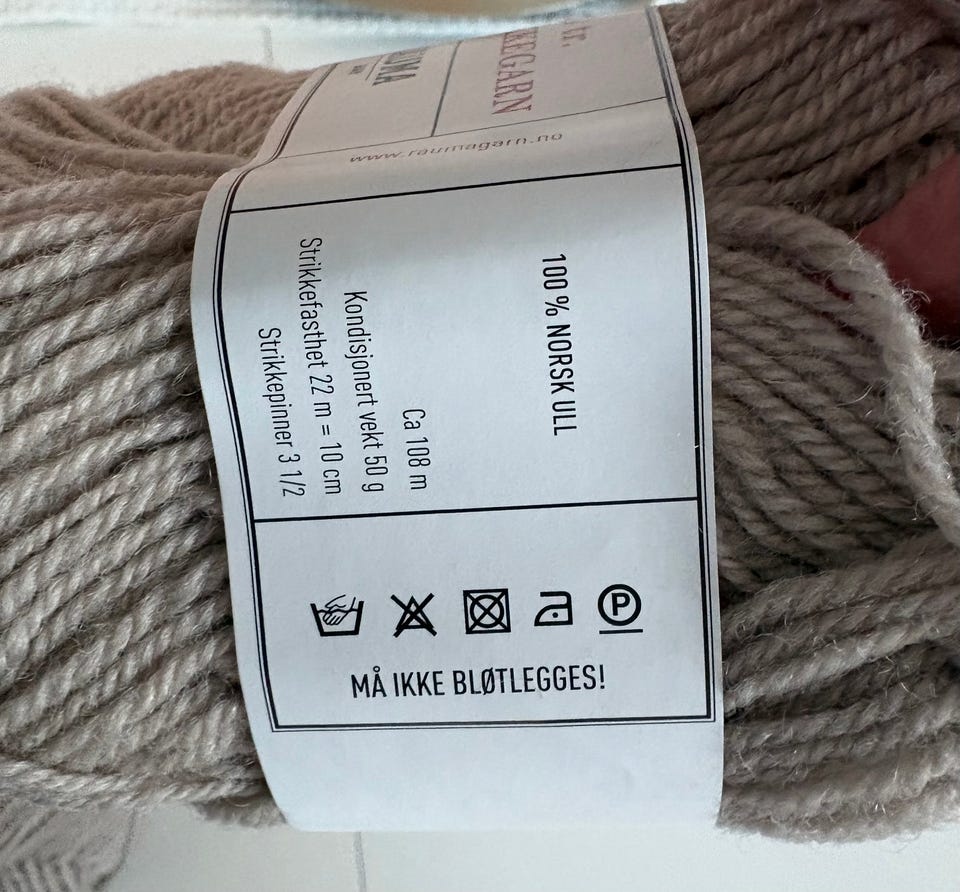 KEGARN
www.raumagarn.no
100 % NORSK ULL
Ca 108 m
Kondisjonert vekt 50 g
Strikkefasthet 22 m = 10 cm
Strikkepinner 3 1/2
P
MÅ IKKE BLØTLEGGES!